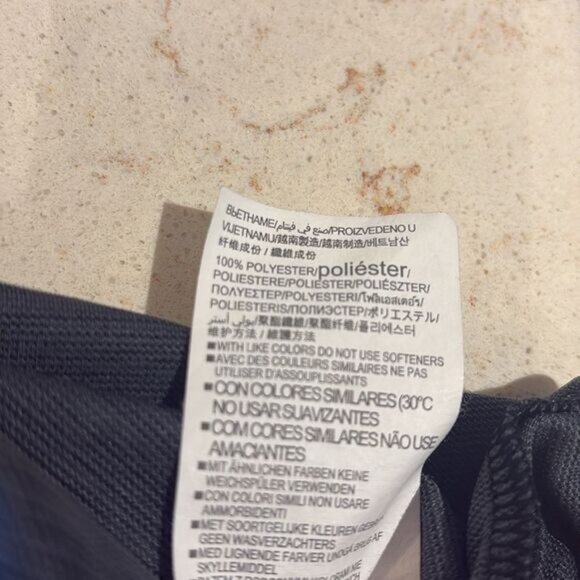 ВЬЕТНАМЕ/صنع في فيتنام/PROIZVEDENO U
VIJETNAMU/越南製造/越南制造/베트남산
纤维成份 / 纖維成份
100% POLYESTER/poliéster/
POLIESTERE/POLIÉSTER/POLIÉSZTER/
ΠΟΛΥΕΣΤΕΡ/POLYESTERI/โพลีเอสเตอร์/
POLIESTERIS/ПОЛИЭСТЕР/ポリエステル/
بولي أستر/聚酯纖維/聚酯纤维/폴리에스터
维护方法 / 維護方法
■WITH LIKE COLORS DO NOT USE SOFTENERS
■AVEC DES COULEURS SIMILAIRES NE PAS
UTILISER D'ASSOUPLISSANTS
■CON COLORES SIMILARES (30°C
NO USAR SUAVIZANTES
■COM CORES SIMILARES NÃO USE
AMACIANTES
■MIT ÄHNLICHEN FARBEN KEINE
WEICHSPÜLER VERWENDEN
■CON COLORI SIMILI NON USARE
AMMORBIDENTI
■MET SOORTGELIJKE KLEUREN
GEEN WASVERZACHTERS
■MED LIGNENDE FARVER UNDGÅ BRUG AF
SKYLLEMIDDEL